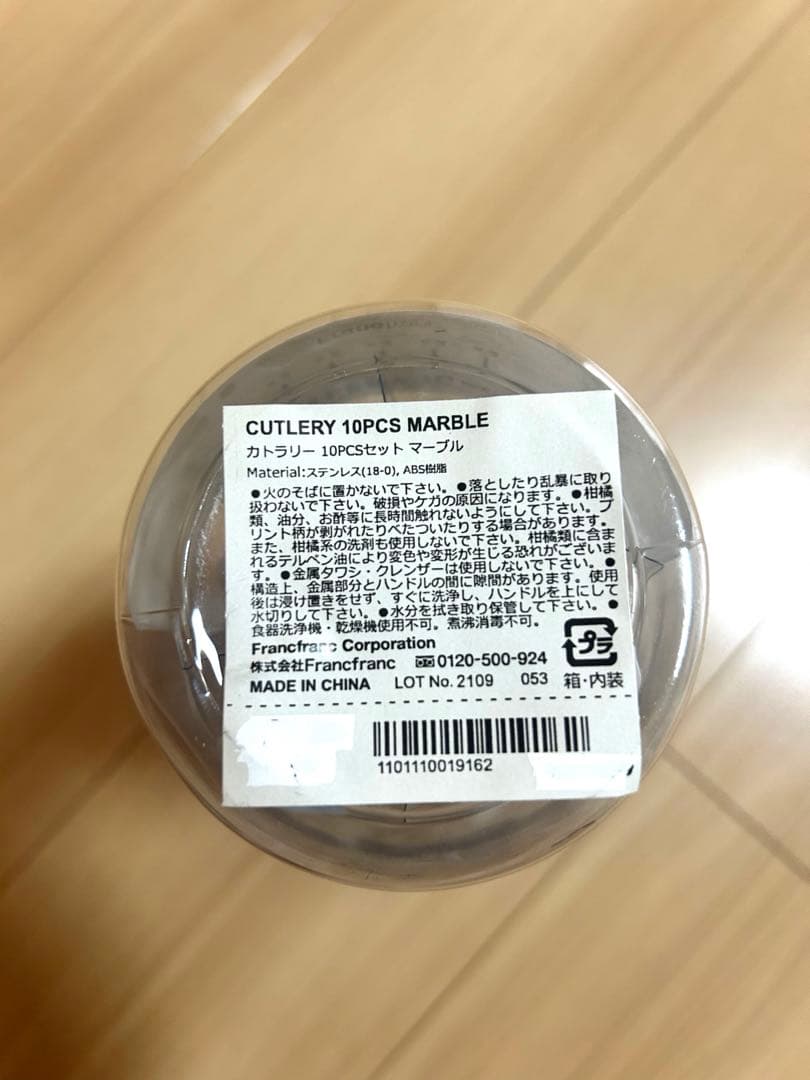 CUTLERY 10PCS MARBLE
カトラリー 10PCSセット マーブル
Material:ステンレス(18-0), ABS樹脂
●火のそばに置かないで下さい。●落としたり乱暴に取り
扱わないで下さい。破損やケガの原因になります。●柑橘
類、油分、お酢等に長時間触れないようにして下さい。プ
リント柄が剥がれたりべたついたりする場合があります。
また、柑橘系の洗剤も使用しないで下さい。柑橘類に含ま
れるテルペン油により変色や変形が生じる恐れがございま
す。●金属タワシ・クレンザーは使用しないで下さい。●
構造上、金属部分とハンドルの間に隙間があります。使用
後は浸け置きをせず、すぐに洗浄し、ハンドルを上にして
水切りして下さい。●水分を拭き取り保管して下さい。●
食器洗浄機・乾燥機使用不可。煮沸消毒不可。
Francfranc Corporation
株式会社Francfranc 0120-500-924
プラ
MADE IN CHINA LOT No. 2109 053 箱・内装
1101110019162